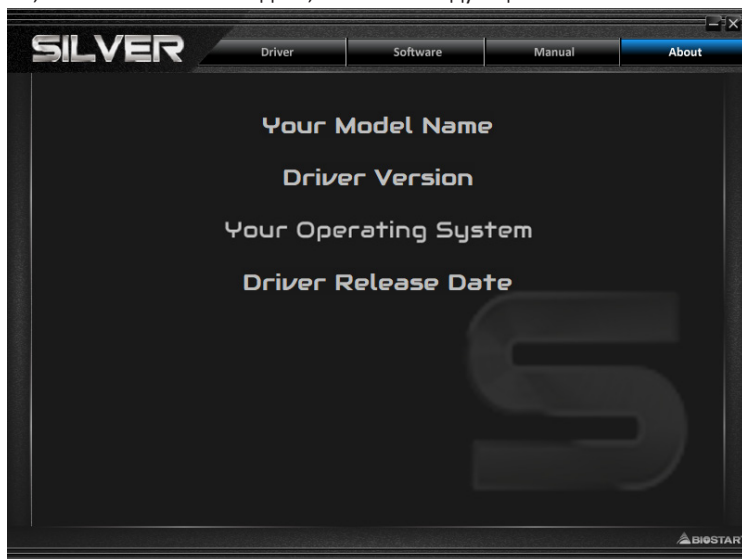 SILVER
Driver Software Manual About
Your Model Name
Driver Version
Your Operating System
Driver Release Date
BIOSTAR